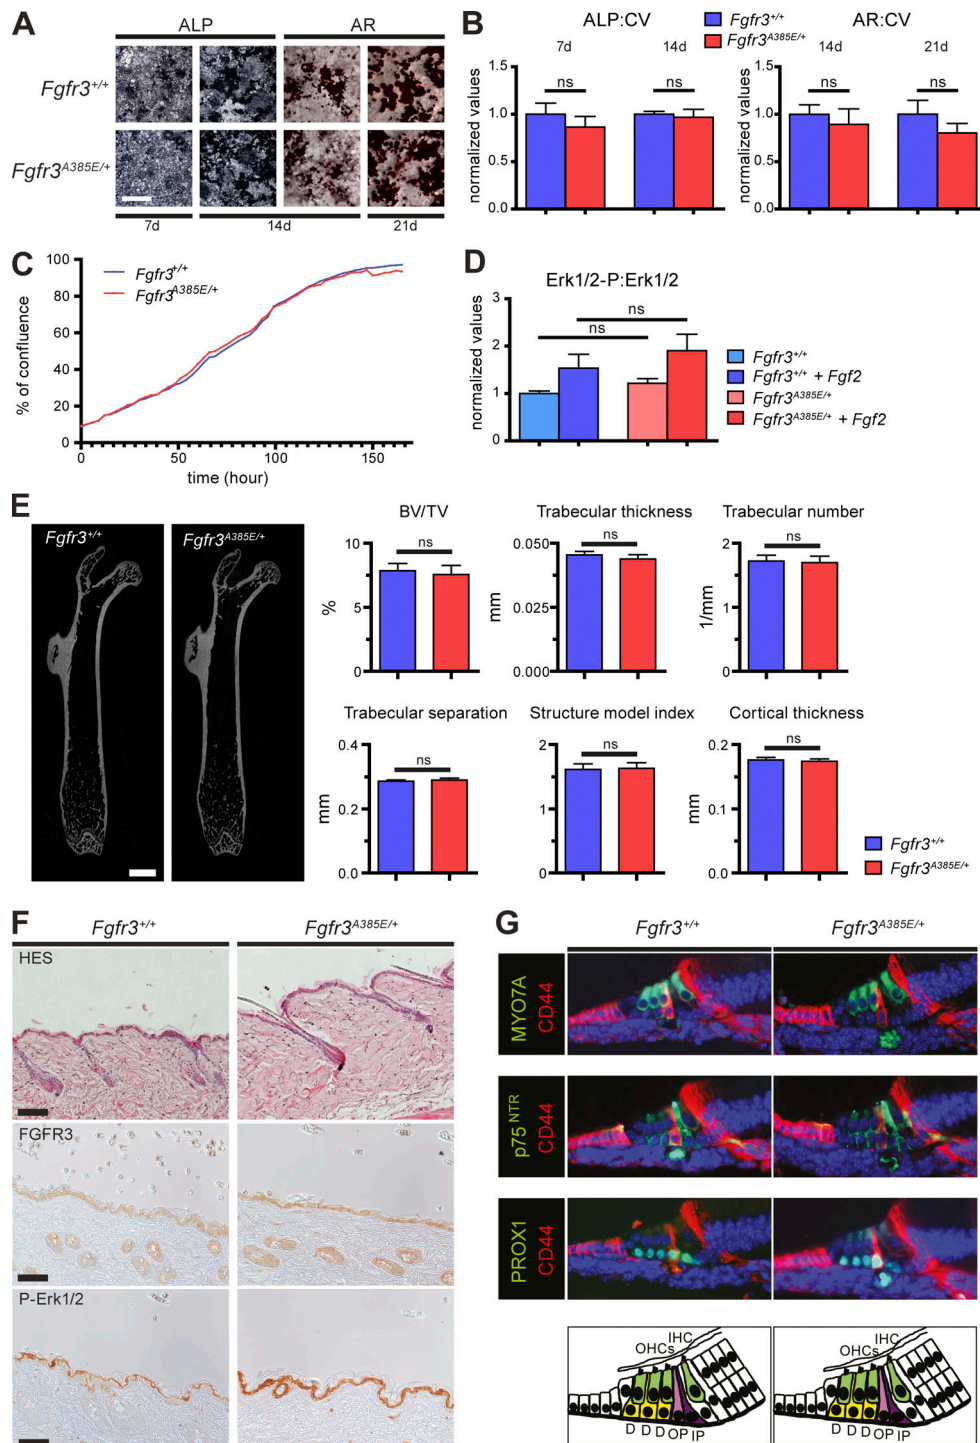 A
ALP AR
Fgfr3+/+
Fgfr3A385E/+
7d 14d 21d
B
ALP:CV AR:CV
Fgfr3+/+
Fgfr3A385E/+
7d 14d 14d 21d
normalized values
1.5
1.0
0.5
0.0
ns ns
normalized values
1.5
1.0
0.5
0.0
ns ns
C
% of confluence
100
80
60
40
20
0
0 50 100 150
time (hour)
Fgfr3+/+
Fgfr3A385E/+
D
Erk1/2-P:Erk1/2
normalized values
3
2
1
0
ns
ns
Fgfr3+/+
Fgfr3+/+ + Fgf2
Fgfr3A385E/+
Fgfr3A385E/+ + Fgf2
E
Fgfr3+/+ Fgfr3A385E/+
BV/TV
%
10
5
0
ns
Trabecular thickness
mm
0.050
0.025
0.000
ns
Trabecular number
1/mm
2.0
1.5
1.0
0.5
0.0
ns
Trabecular separation
mm
0.4
0.2
0.0
ns
Structure model index
mm
2
1
0
ns
Cortical thickness
mm
0.2
0.1
0.0
ns
Fgfr3+/+
Fgfr3A385E/+
F
Fgfr3+/+ Fgfr3A385E/+
HES
FGFR3
P-Erk1/2
G
Fgfr3+/+ Fgfr3A385E/+
MYO7A
CD44
p75NTR
CD44
PROX1
CD44
IHC
OHCs
D D D OP IP
IHC
OHCs
D D D OP IP